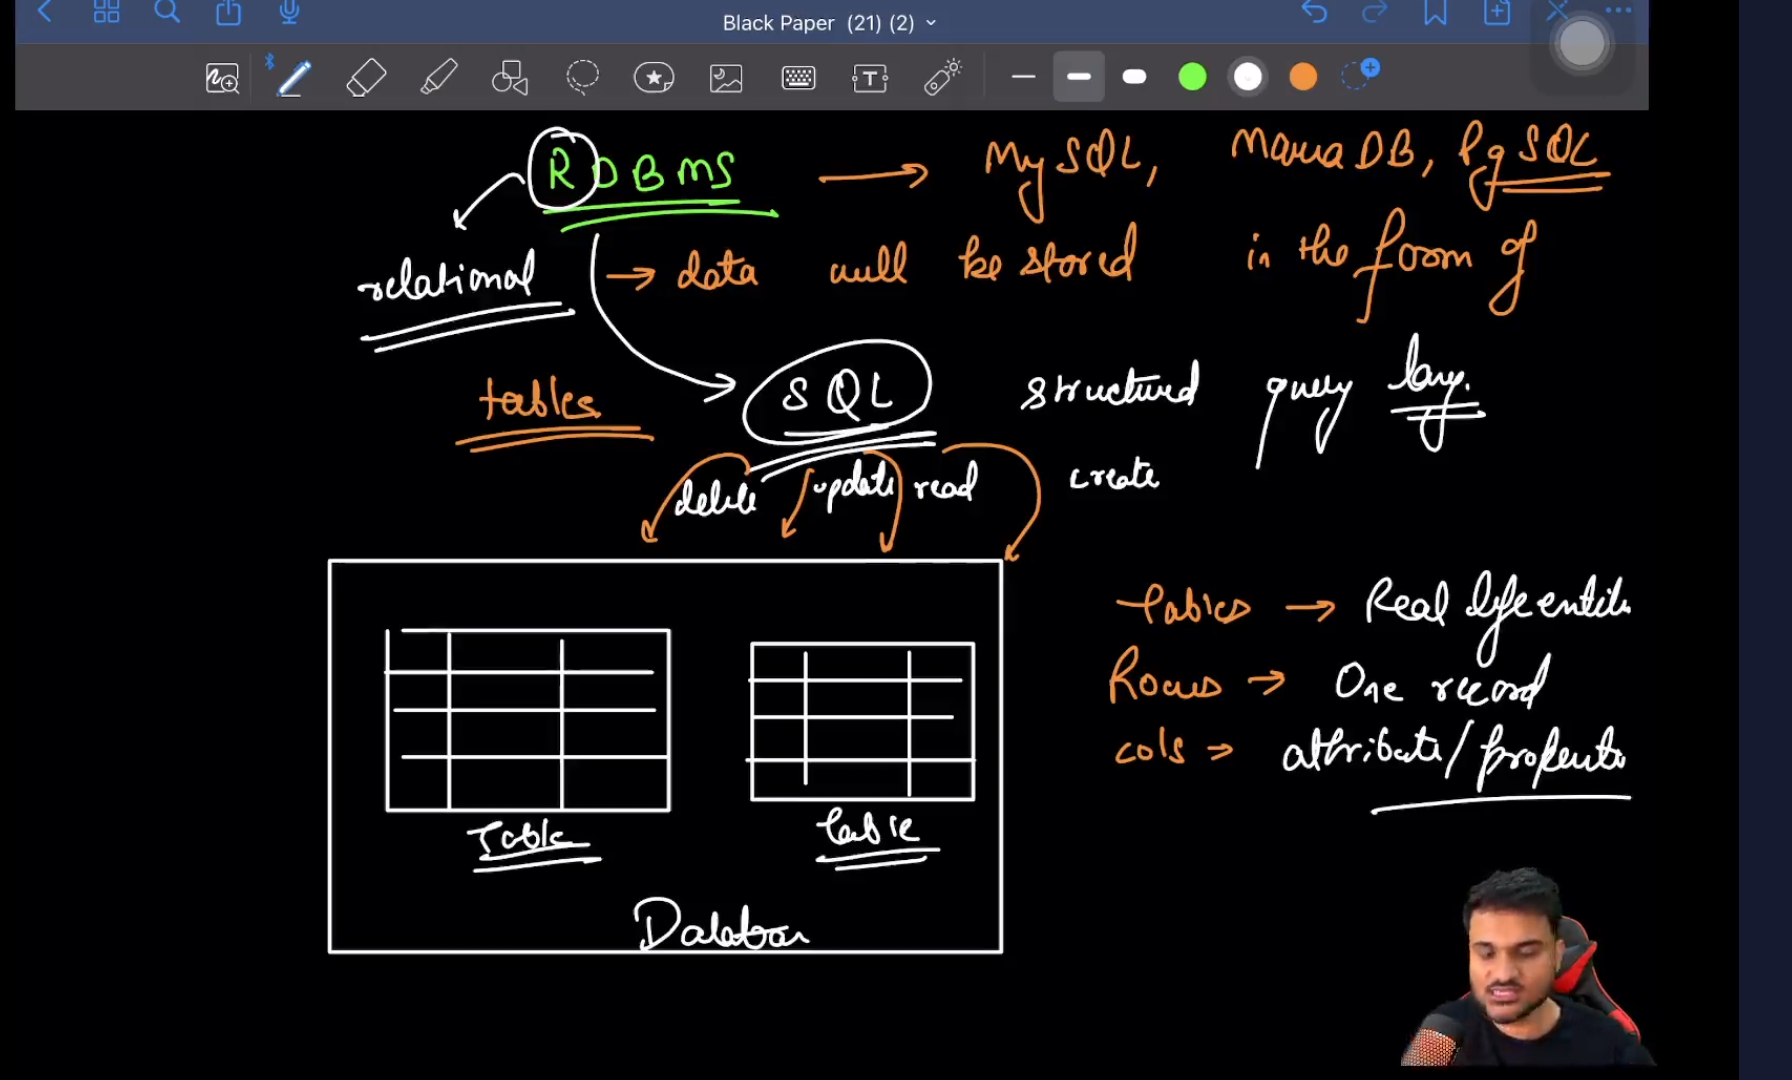 Black Paper (21) (2)
RDBMS → MySQL, MariaDB, PgSQL
relational → data will be stored in the form of
tables SQL structured query lang.
delete update read create
Tables → Real life entity
Rows → One record
cols → attribute/property
Table table
Database